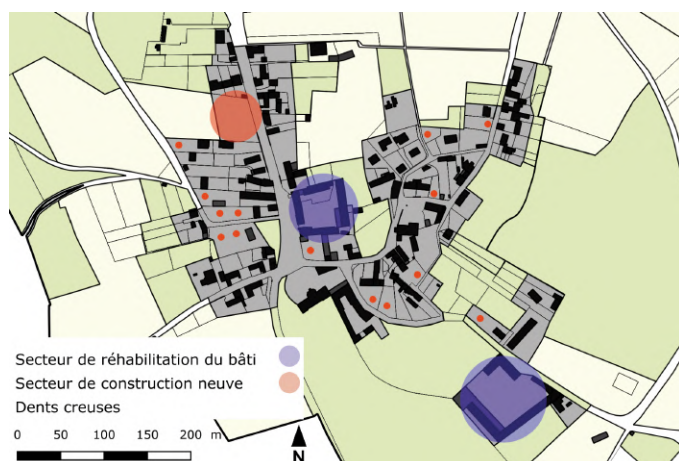 Secteur de réhabilitation du bâti
Secteur de construction neuve
Dents creuses
0 50 100 150 200 m
N